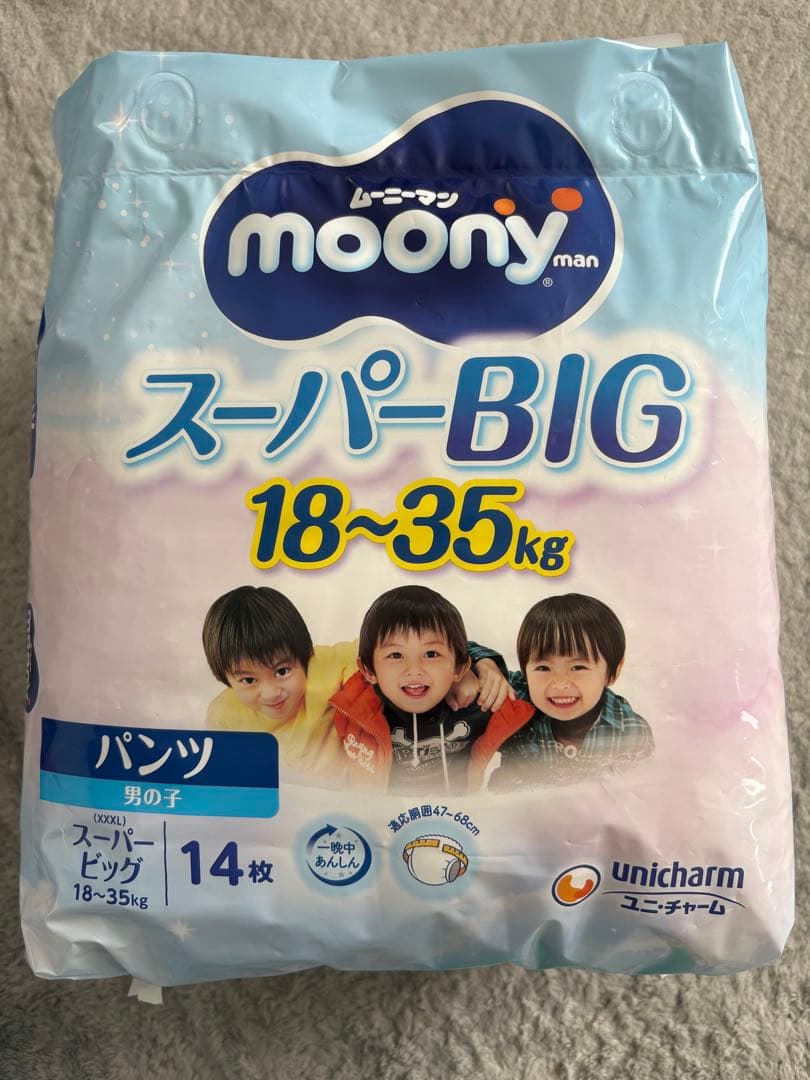 ムーニーマン
moony
man
®
スーパーBIG
18~35kg
パンツ
男の子
(XXXL)
スーパー
ビッグ
18~35kg
14枚
一晩中
あんしん
適応胴囲47~68cm
unicharm
ユニ・チャーム